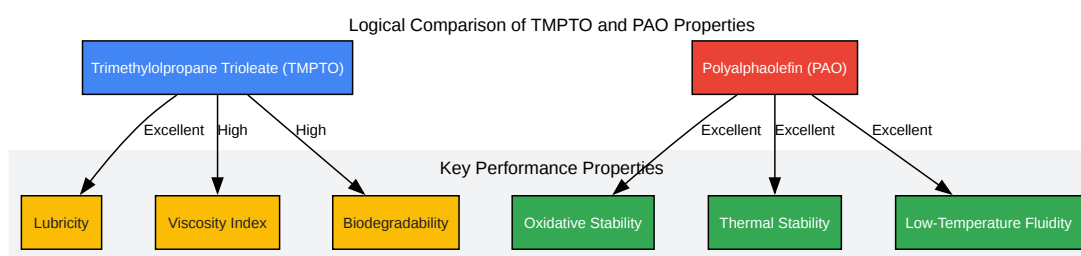 Logical Comparison of TMPTO and PAO Properties
Trimethylolpropane Trioleate (TMPTO)
Polyalphaolefin (PAO)
Excellent
High
High
Excellent
Excellent
Excellent
Key Performance Properties
Lubricity
Viscosity Index
Biodegradability
Oxidative Stability
Thermal Stability
Low-Temperature Fluidity